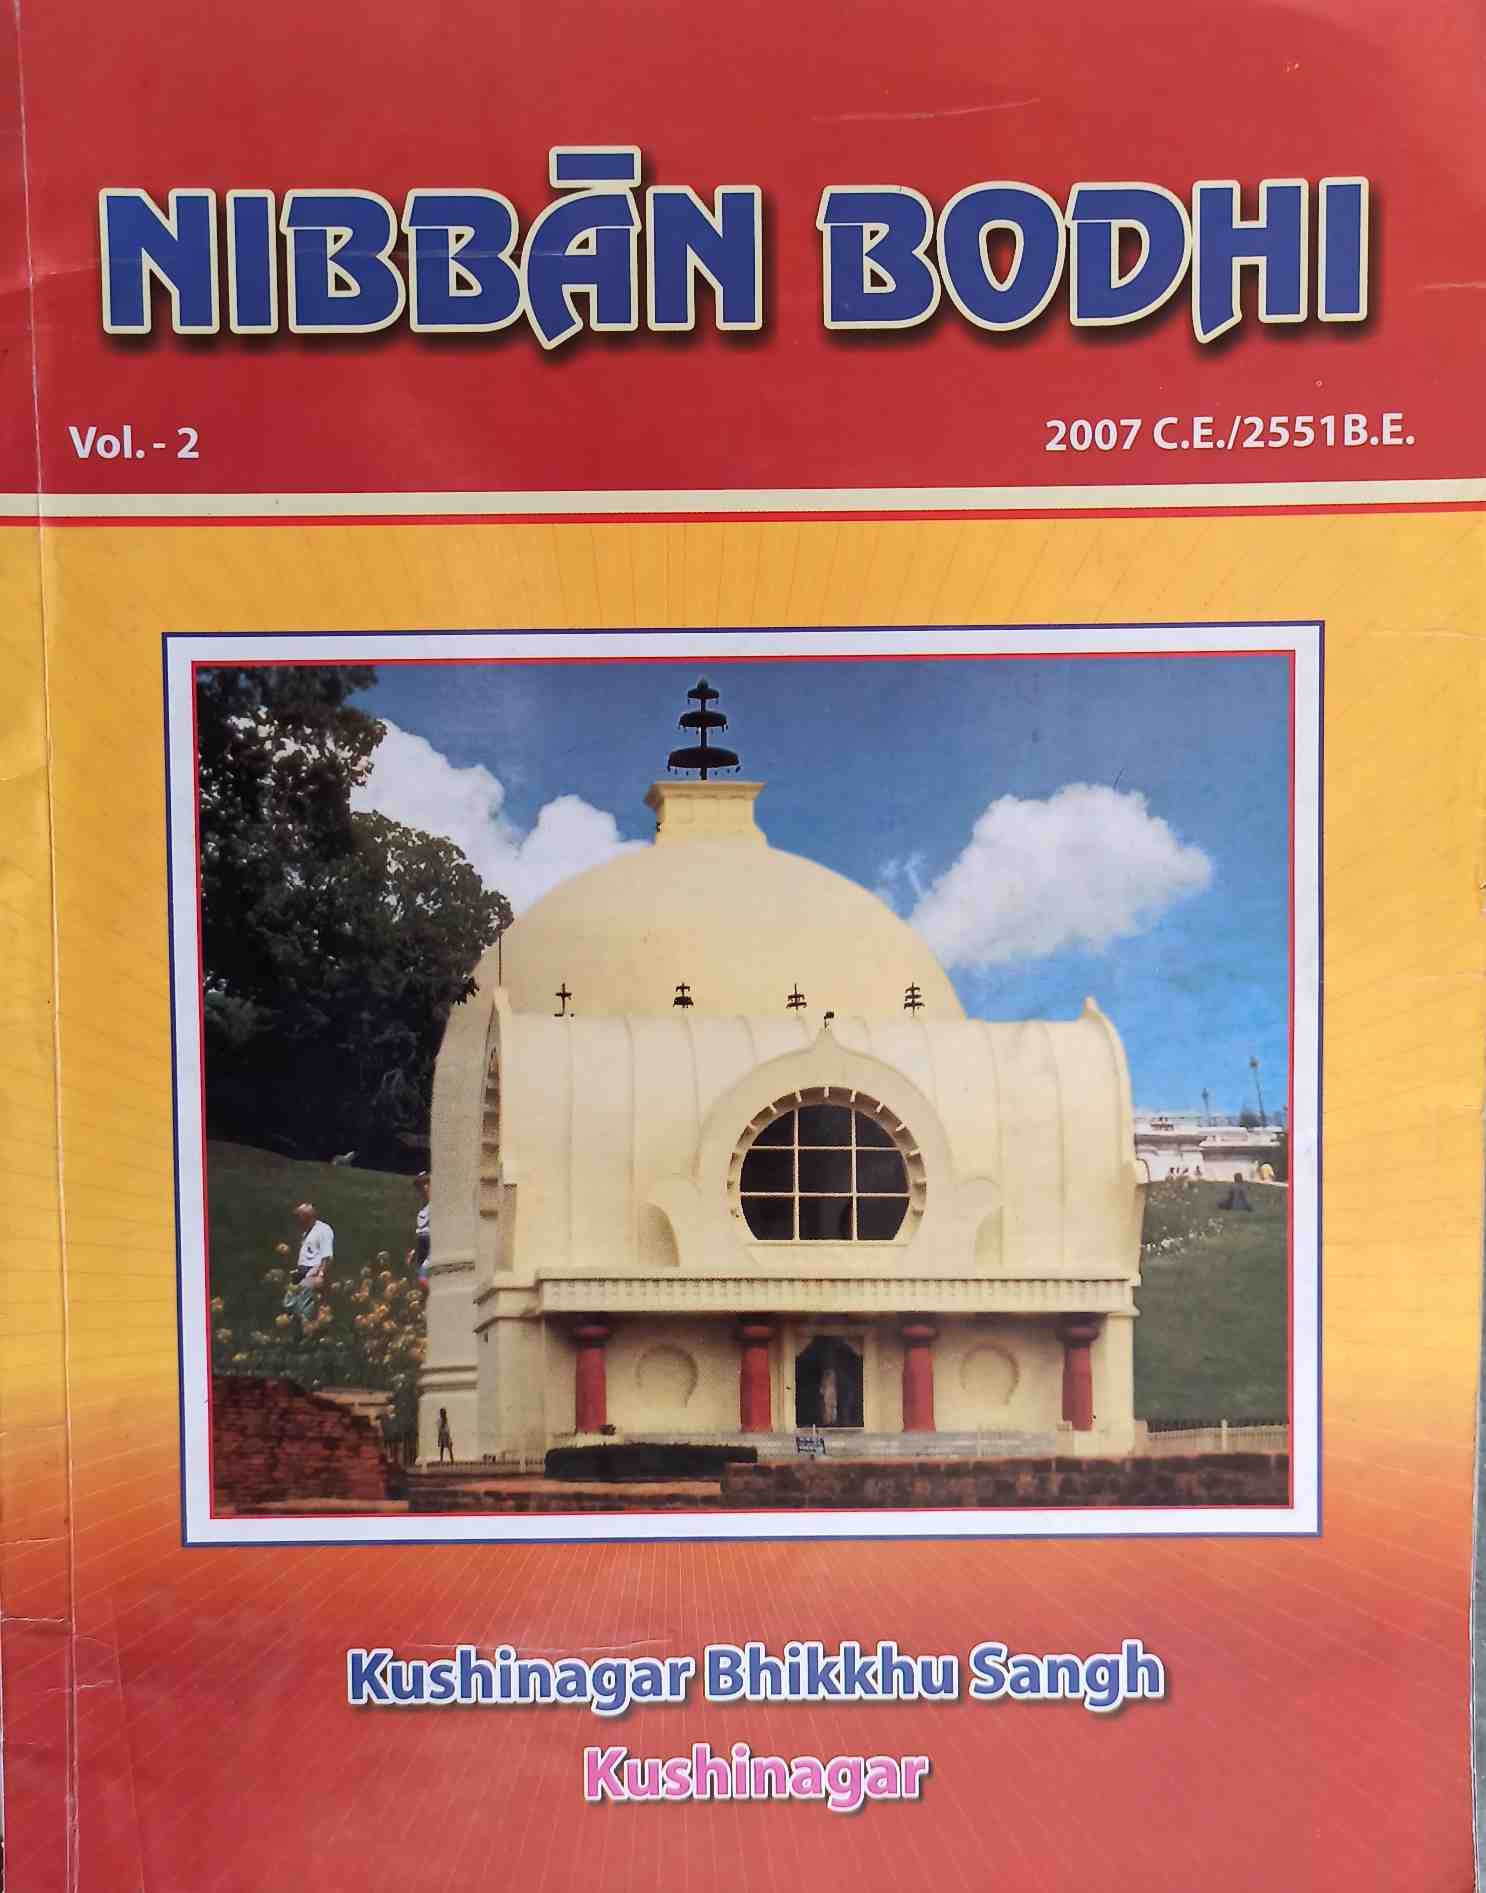 NIBBĀN BODHI
Vol. - 2
2007 C.E./2551B.E.
Kushinagar Bhikkhu Sangh
Kushinagar